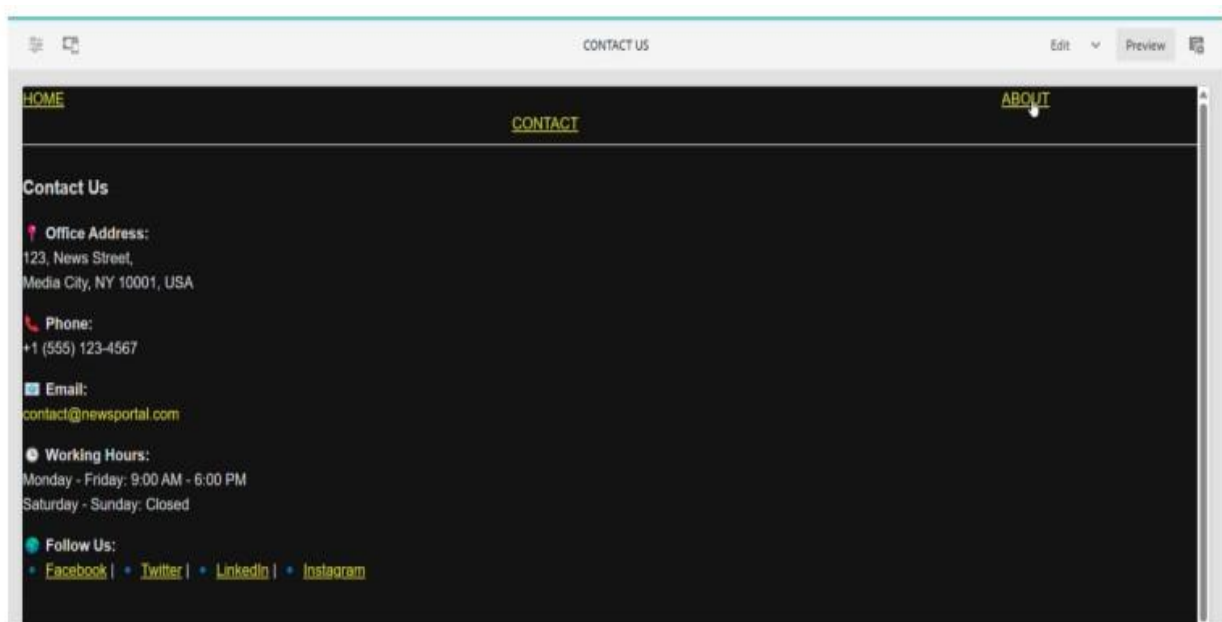 CONTACT US
Edit
Preview
HOME
ABOUT
CONTACT
Contact Us
Office Address:
123, News Street,
Media City, NY 10001, USA
Phone:
+1 (555) 123-4567
Email:
contact@newsportal.com
Working Hours:
Monday - Friday: 9:00 AM - 6:00 PM
Saturday - Sunday: Closed
Follow Us:
Facebook | Twitter | LinkedIn | Instagram